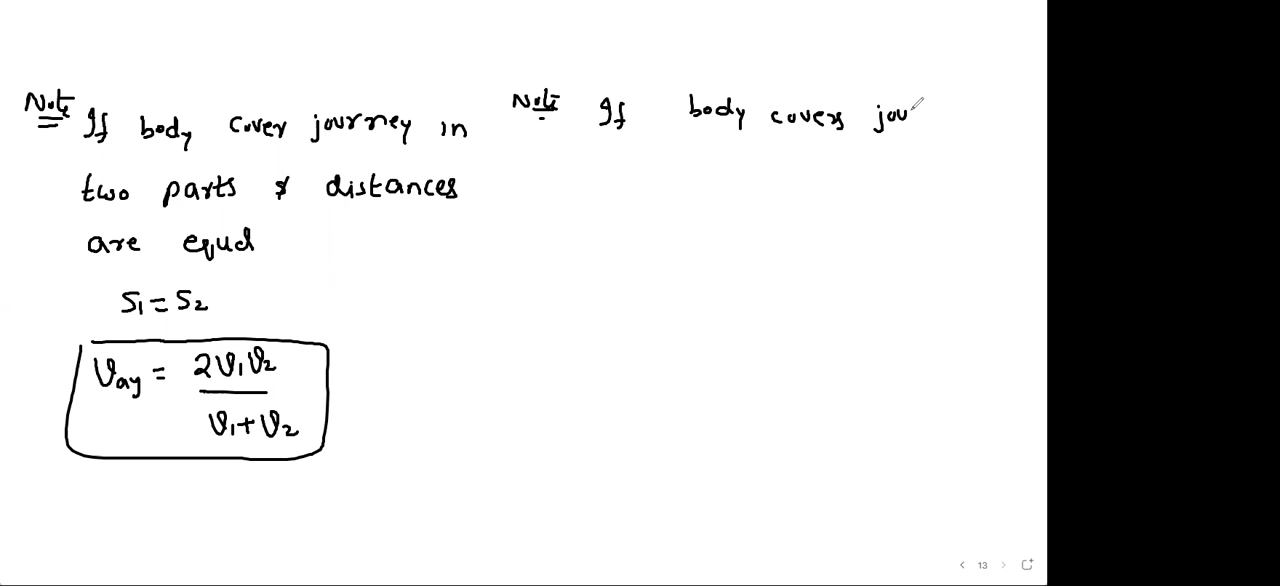 Note If body cover journey in
two parts & distances
are equal
S1 = S2
Vav = 2V1V2
V1 + V2
Note If body covers jou
13